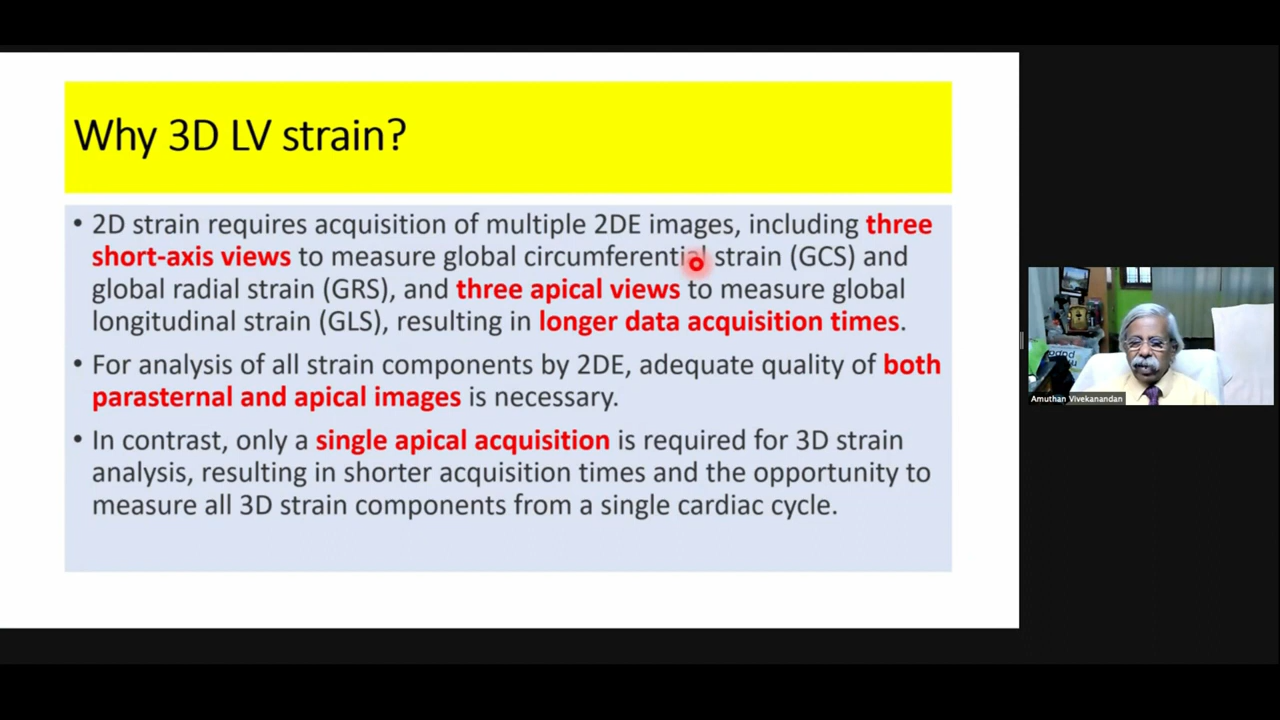 Why 3D LV strain?
• 2D strain requires acquisition of multiple 2DE images, including three
short-axis views to measure global circumferential strain (GCS) and
global radial strain (GRS), and three apical views to measure global
longitudinal strain (GLS), resulting in longer data acquisition times.
• For analysis of all strain components by 2DE, adequate quality of both
parasternal and apical images is necessary.
• In contrast, only a single apical acquisition is required for 3D strain
analysis, resulting in shorter acquisition times and the opportunity to
measure all 3D strain components from a single cardiac cycle.
Amuthan Vivekanandan